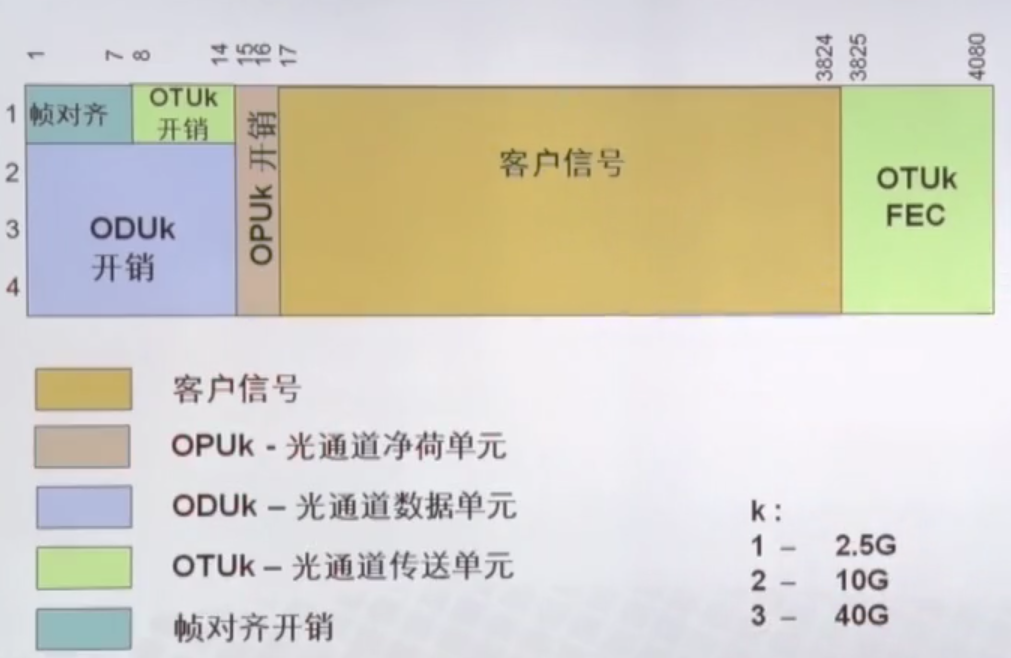 1 7 8 14 15 16 17 3824 3825 4080
1
2
3
4
帧对齐
OTUk
开销
ODUk
开销
OPUk 开销
客户信号
OTUk
FEC
客户信号
OPUk - 光通道净荷单元
ODUk – 光通道数据单元
OTUk – 光通道传送单元
帧对齐开销
k :
1 – 2.5G
2 – 10G
3 – 40G